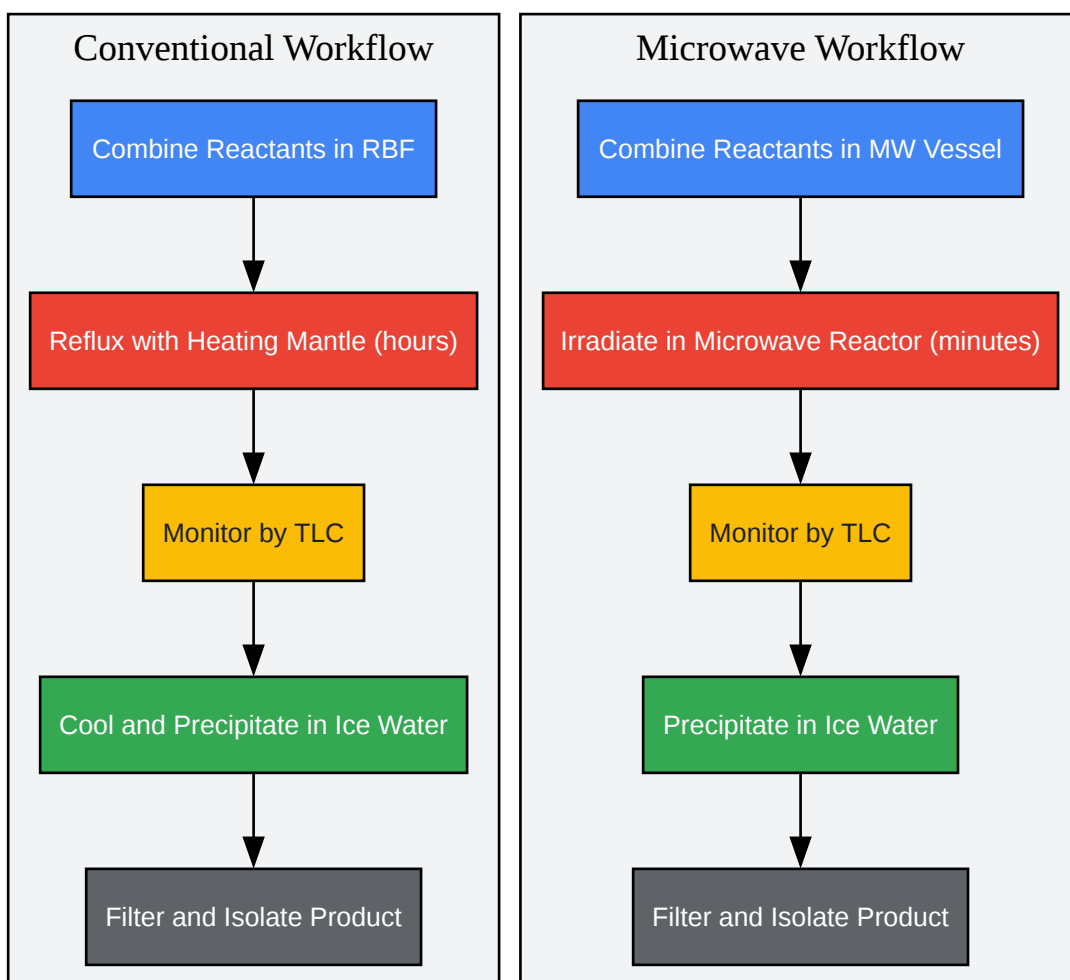 Conventional Workflow
Combine Reactants in RBF
Reflux with Heating Mantle (hours)
Monitor by TLC
Cool and Precipitate in Ice Water
Filter and Isolate Product
Microwave Workflow
Combine Reactants in MW Vessel
Irradiate in Microwave Reactor (minutes)
Monitor by TLC
Precipitate in Ice Water
Filter and Isolate Product